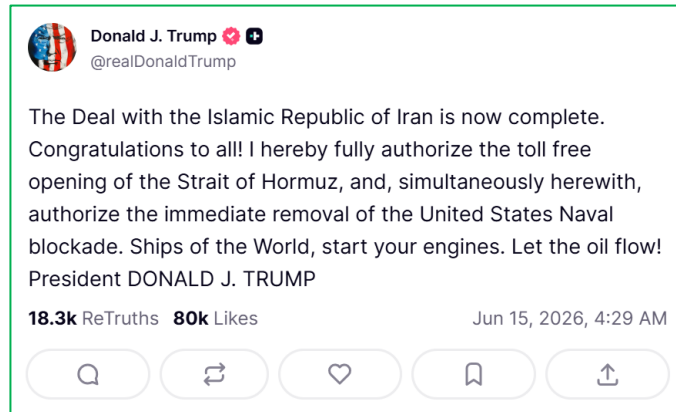 Donald J. Trump
@realDonaldTrump
The Deal with the Islamic Republic of Iran is now complete.
Congratulations to all! I hereby fully authorize the toll free
opening of the Strait of Hormuz, and, simultaneously herewith,
authorize the immediate removal of the United States Naval
blockade. Ships of the World, start your engines. Let the oil flow!
President DONALD J. TRUMP
18.3k ReTruths 80k Likes Jun 15, 2026, 4:29 AM